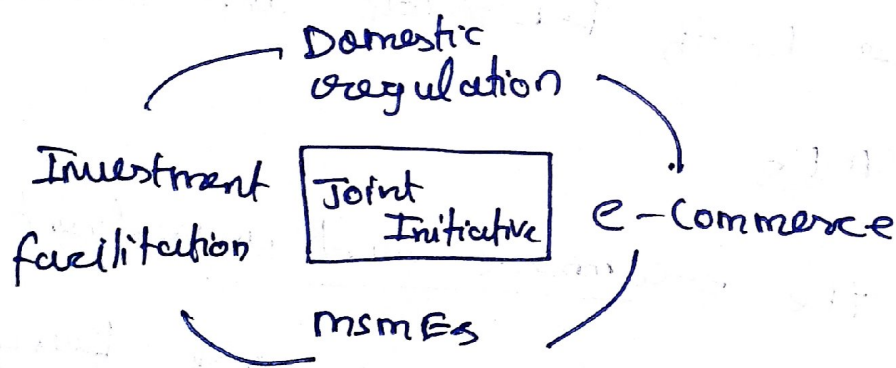 Domestic
regulation
Investment
facilitation
Joint
Initiative
e-commerce
MSMEs